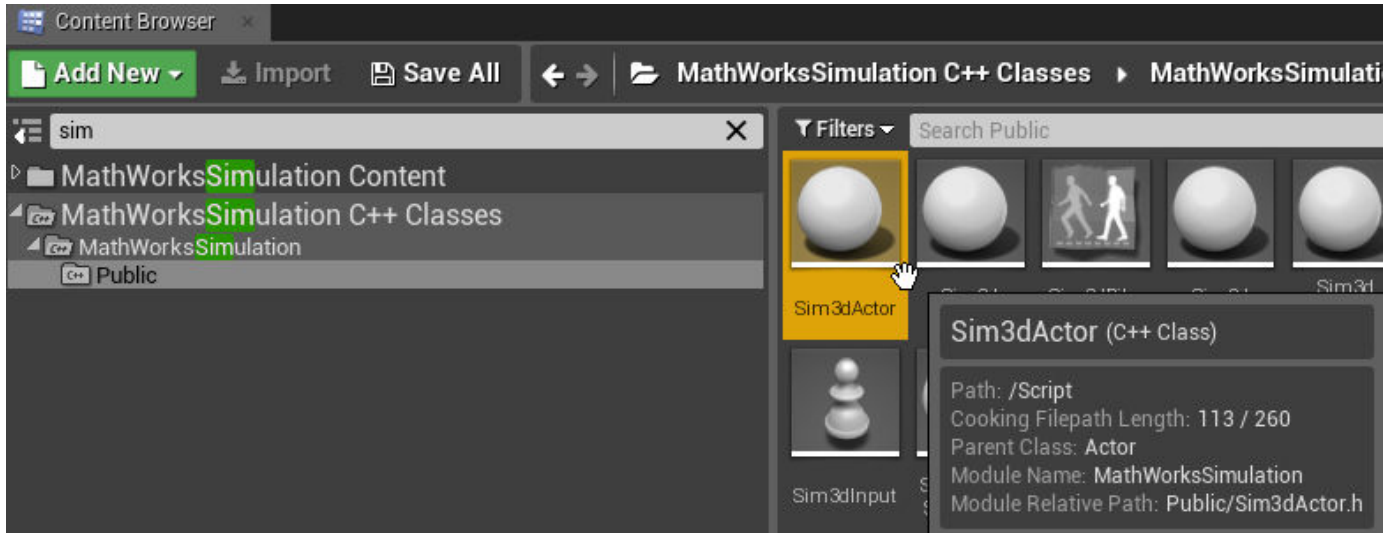 Content Browser
Add New Import Save All MathWorksSimulation C++ Classes MathWorksSimulati
sim
Filters Search Public
MathWorksSimulation Content
MathWorksSimulation C++ Classes
MathWorksSimulation
C++ Public
Sim3dActor
Sim3d
Sim3dInput
Sim3dActor (C++ Class)
Path: /Script
Cooking Filepath Length: 113 / 260
Parent Class: Actor
Module Name: MathWorksSimulation
Module Relative Path: Public/Sim3dActor.h